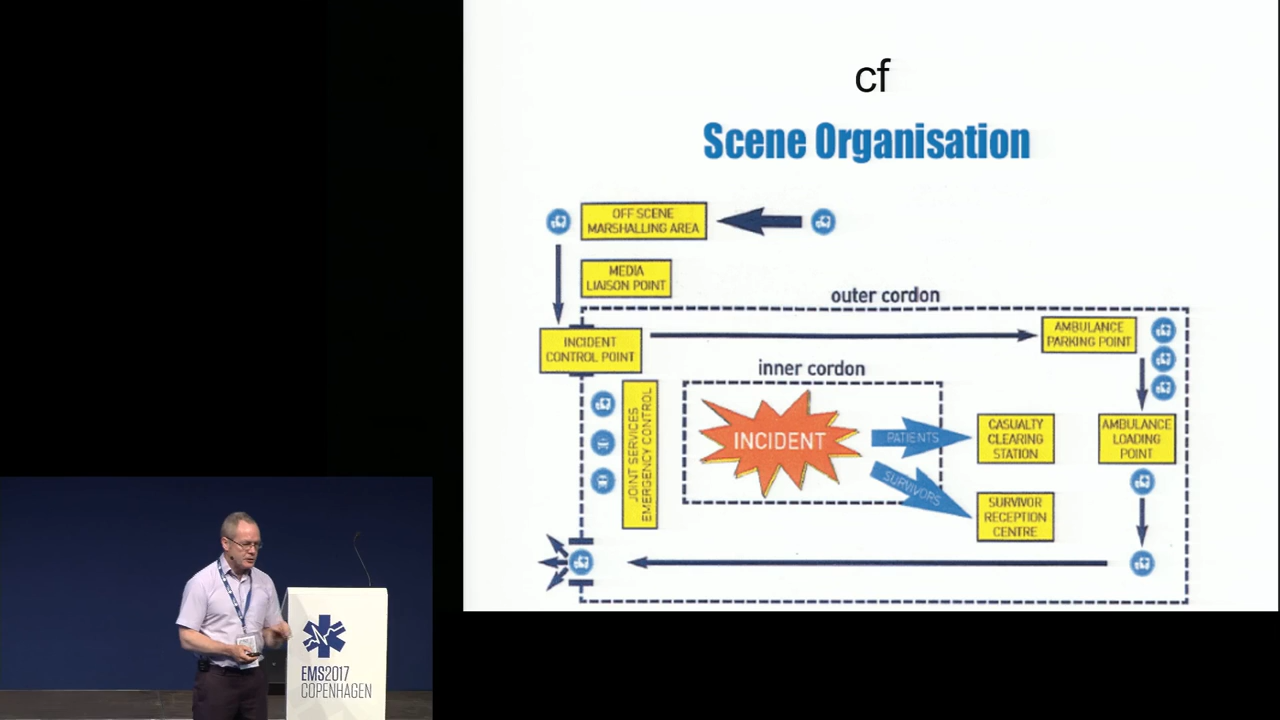 cf
Scene Organisation
OFF SCENE
MARSHALLING AREA
MEDIA
LIAISON POINT
outer cordon
INCIDENT
CONTROL POINT
AMBULANCE
PARKING POINT
inner cordon
JOINT SERVICES
EMERGENCY CONTROL
INCIDENT
PATIENTS
SURVIVORS
CASUALTY
CLEARING
STATION
AMBULANCE
LOADING
POINT
SURVIVOR
RECEPTION
CENTRE
EMS2017
COPENHAGEN